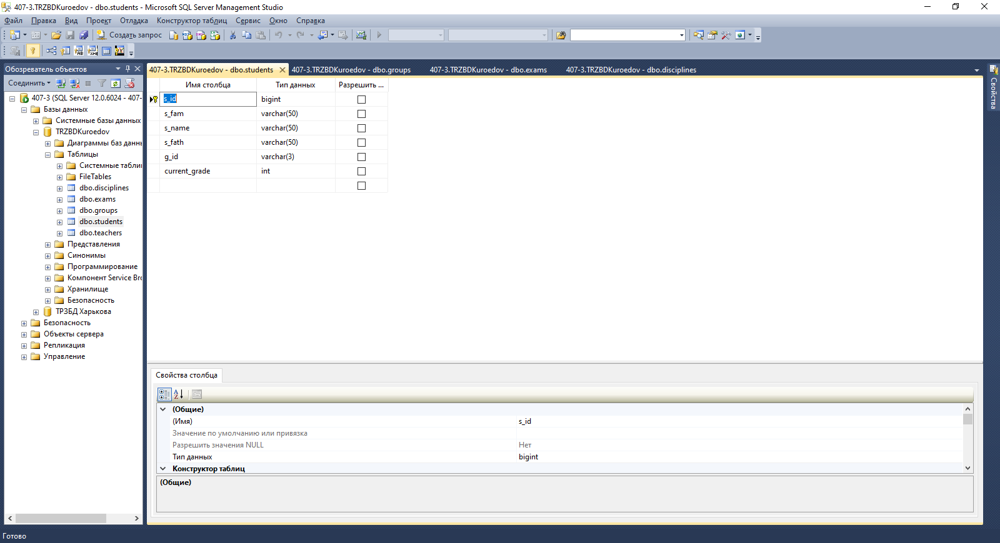 407-3.TRZBDKuroedov - dbo.students - Microsoft SQL Server Management Studio
Файл Правка Вид Проект Отладка Конструктор таблиц Сервис Окно Справка
Создать запрос
Обозреватель объектов
Соединить
407-3 (SQL Server 12.0.6024 - 407-
Базы данных
Системные базы данных
TRZBDKuroedov
Диаграммы баз данн
Таблицы
Системные табли
FileTables
dbo.disciplines
dbo.exams
dbo.groups
dbo.students
dbo.teachers
Представления
Синонимы
Программирование
Компонент Service Bro
Хранилище
Безопасность
ТРЗБД Харькова
Безопасность
Объекты сервера
Репликация
Управление
407-3.TRZBDKuroedov - dbo.students 407-3.TRZBDKuroedov - dbo.groups 407-3.TRZBDKuroedov - dbo.exams 407-3.TRZBDKuroedov - dbo.disciplines
Имя столбца Тип данных Разрешить ...
s_id bigint
s_fam varchar(50)
s_name varchar(50)
s_fath varchar(50)
g_id varchar(3)
current_grade int
Свойства столбца
(Общие)
(Имя) s_id
Значение по умолчанию или привязка
Разрешить значения NULL Нет
Тип данных bigint
Конструктор таблиц
(Общие)
Свойства
Готово